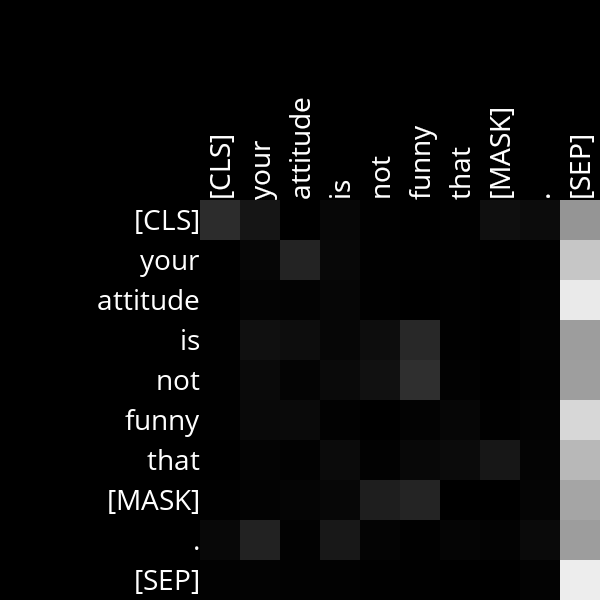 [CLS] your attitude is not funny that [MASK] . [SEP]
[CLS]
your
attitude
is
not
funny
that
[MASK]
.
[SEP]